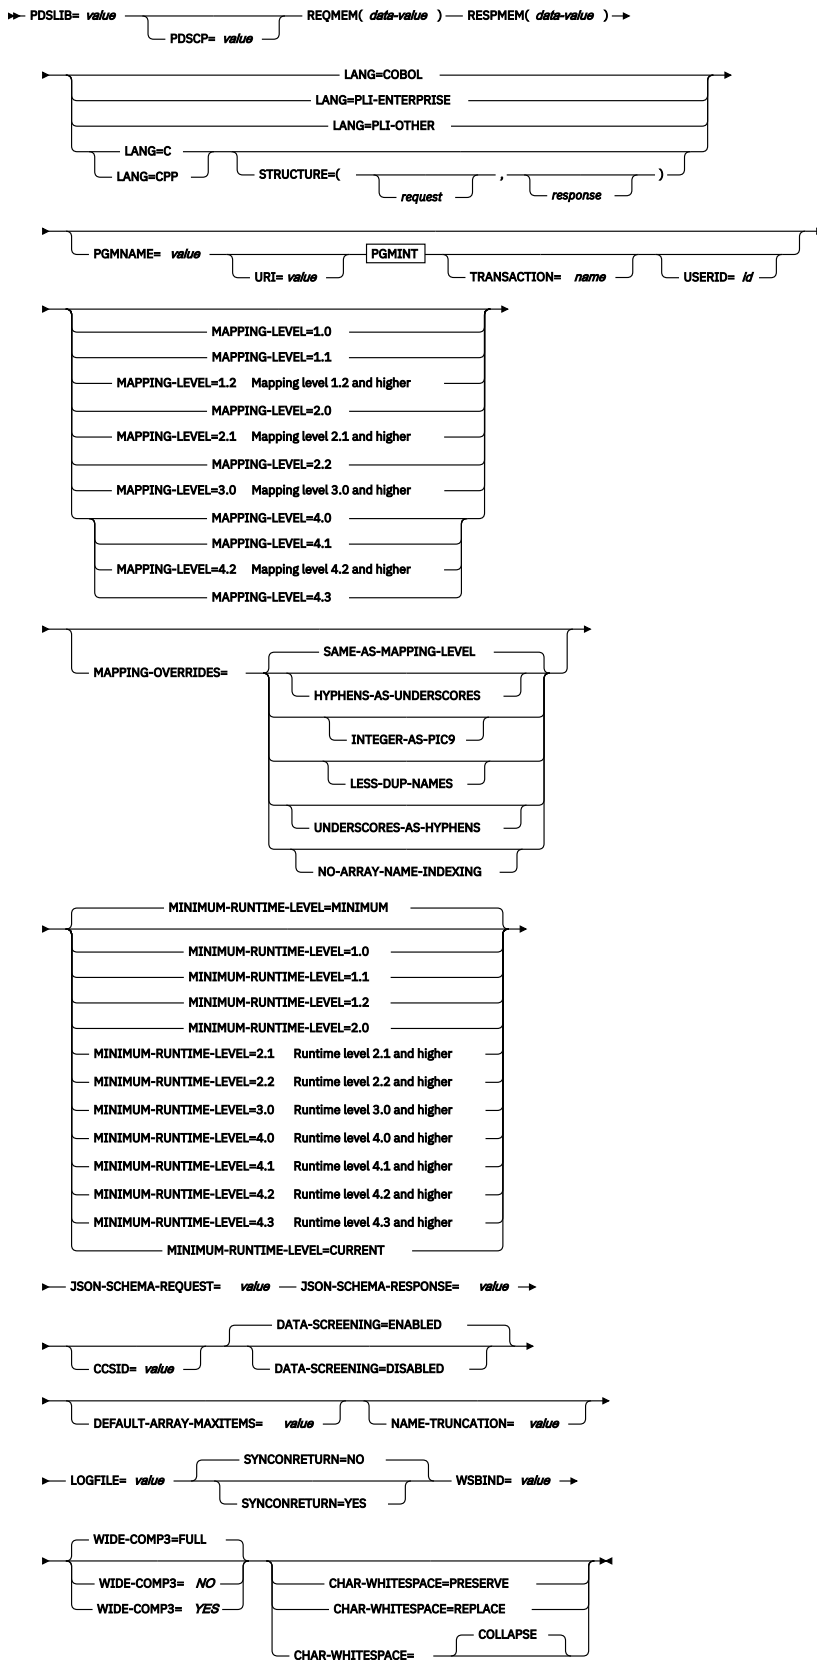 PDSLIB= value REQMEM( data-value ) RESPMEM( data-value )
PDSCP= value
LANG=COBOL
LANG=PLI-ENTERPRISE
LANG=PLI-OTHER
LANG=C
LANG=CPP STRUCTURE=( , )
request response
PGMNAME= value PGMINT
URI= value TRANSACTION= name USERID= id
MAPPING-LEVEL=1.0
MAPPING-LEVEL=1.1
MAPPING-LEVEL=1.2 Mapping level 1.2 and higher
MAPPING-LEVEL=2.0
MAPPING-LEVEL=2.1 Mapping level 2.1 and higher
MAPPING-LEVEL=2.2
MAPPING-LEVEL=3.0 Mapping level 3.0 and higher
MAPPING-LEVEL=4.0
MAPPING-LEVEL=4.1
MAPPING-LEVEL=4.2 Mapping level 4.2 and higher
MAPPING-LEVEL=4.3
SAME-AS-MAPPING-LEVEL
MAPPING-OVERRIDES=
HYPHENS-AS-UNDERSCORES
INTEGER-AS-PIC9
LESS-DUP-NAMES
UNDERSCORES-AS-HYPHENS
NO-ARRAY-NAME-INDEXING
MINIMUM-RUNTIME-LEVEL=MINIMUM
MINIMUM-RUNTIME-LEVEL=1.0
MINIMUM-RUNTIME-LEVEL=1.1
MINIMUM-RUNTIME-LEVEL=1.2
MINIMUM-RUNTIME-LEVEL=2.0
MINIMUM-RUNTIME-LEVEL=2.1 Runtime level 2.1 and higher
MINIMUM-RUNTIME-LEVEL=2.2 Runtime level 2.2 and higher
MINIMUM-RUNTIME-LEVEL=3.0 Runtime level 3.0 and higher
MINIMUM-RUNTIME-LEVEL=4.0 Runtime level 4.0 and higher
MINIMUM-RUNTIME-LEVEL=4.1 Runtime level 4.1 and higher
MINIMUM-RUNTIME-LEVEL=4.2 Runtime level 4.2 and higher
MINIMUM-RUNTIME-LEVEL=4.3 Runtime level 4.3 and higher
MINIMUM-RUNTIME-LEVEL=CURRENT
JSON-SCHEMA-REQUEST= value JSON-SCHEMA-RESPONSE= value
DATA-SCREENING=ENABLED
CCSID= value DATA-SCREENING=DISABLED
DEFAULT-ARRAY-MAXITEMS= value NAME-TRUNCATION= value
SYNCONRETURN=NO
LOGFILE= value WSBIND= value
SYNCONRETURN=YES
WIDE-COMP3=FULL
WIDE-COMP3= NO CHAR-WHITESPACE=PRESERVE
WIDE-COMP3= YES CHAR-WHITESPACE=REPLACE
COLLAPSE
CHAR-WHITESPACE=